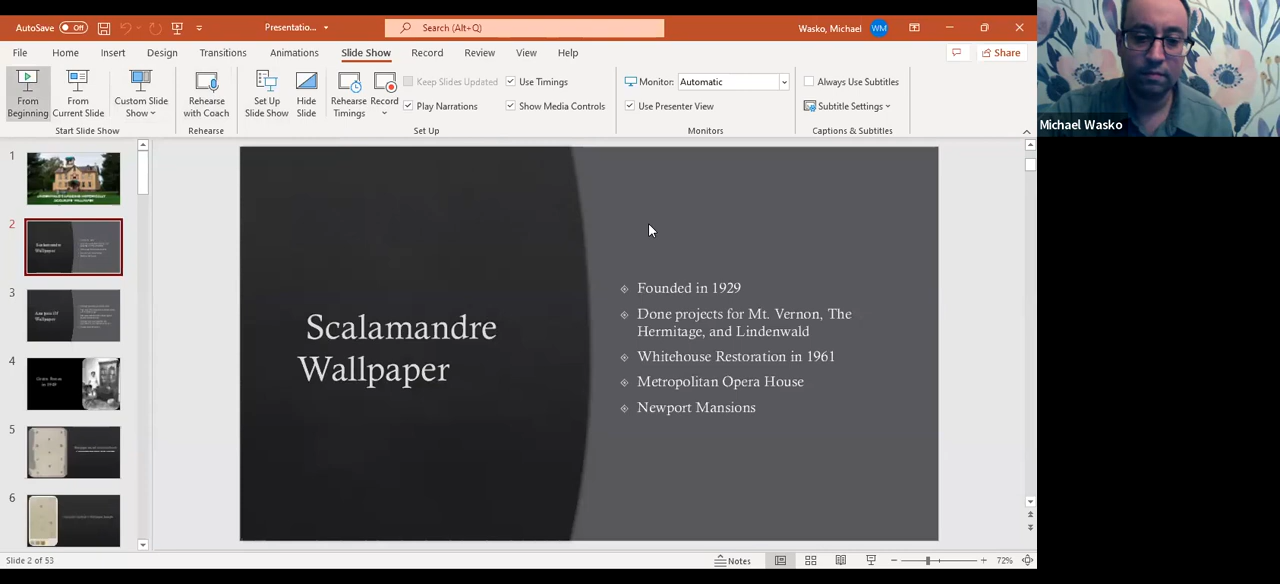 AutoSave Off Presentatio... Search (Alt+Q) Wasko, Michael WM
File Home Insert Design Transitions Animations Slide Show Record Review View Help Share
From Beginning
From Current Slide
Custom Slide Show
Rehearse with Coach
Set Up Slide Show
Hide Slide
Rehearse Timings
Record
Keep Slides Updated
Play Narrations
Use Timings
Show Media Controls
Monitor: Automatic
Use Presenter View
Always Use Subtitles
Subtitle Settings
Start Slide Show Rehearse Set Up Monitors Captions & Subtitles
Michael Wasko
1
2
Scalamandre
Wallpaper
3
Wallpaper
4
in 1949
5
6
Scalamandre
Wallpaper
Founded in 1929
Done projects for Mt. Vernon, The
Hermitage, and Lindenwald
Whitehouse Restoration in 1961
Metropolitan Opera House
Newport Mansions
Slide 2 of 53 Notes 72%